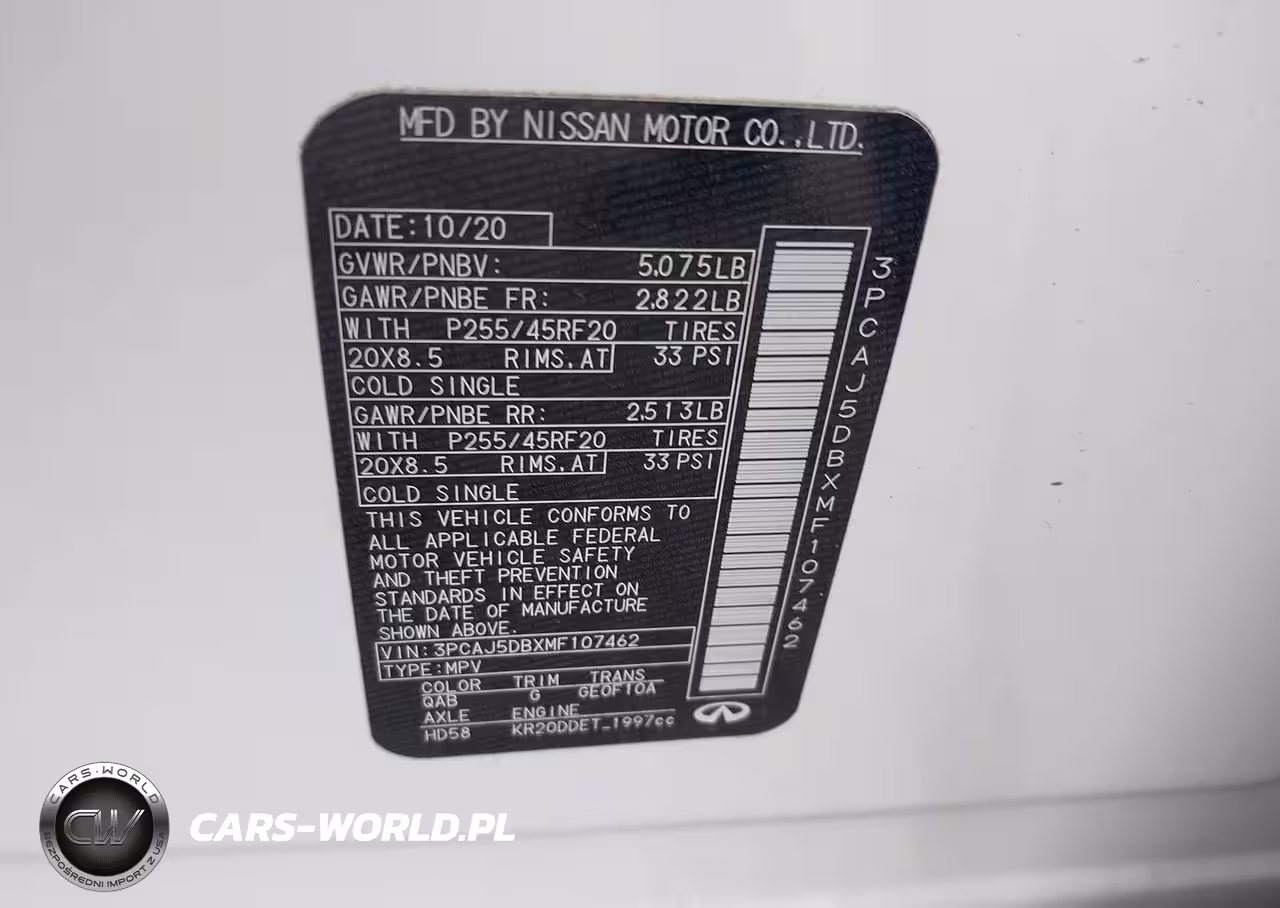 MFD BY NISSAN MOTOR CO.,LTD.
DATE:10/20
GVWR/PNBV: 5.075LB
GAWR/PNBE FR: 2.822LB
WITH P255/45RF20 TIRES
20X8.5 RIMS.AT 33 PSI
COLD SINGLE
GAWR/PNBE RR: 2.513LB
WITH P255/45RF20 TIRES
20X8.5 RIMS.AT 33 PSI
COLD SINGLE
THIS VEHICLE CONFORMS TO
ALL APPLICABLE FEDERAL
MOTOR VEHICLE SAFETY
AND THEFT PREVENTION
STANDARDS IN EFFECT ON
THE DATE OF MANUFACTURE
SHOWN ABOVE.
VIN:3PCAJ5DBXMF107462
TYPE:MPV
COLOR TRIM TRANS
QAB G GEOF10A
AXLE ENGINE
HD58 KR20DDET_1997cc
3PCAJ5DBXMF107462
CARS-WORLD
CW
BEZPOŚREDNI IMPORT Z USA
CARS-WORLD.PL